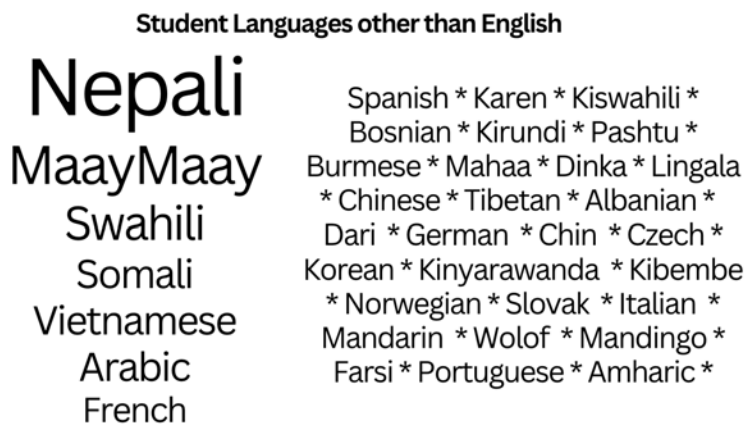 Student Languages other than English
Nepali
MaayMaay
Swahili
Somali
Vietnamese
Arabic
French
Spanish * Karen * Kiswahili *
Bosnian * Kirundi * Pashtu *
Burmese * Mahaa * Dinka * Lingala
* Chinese * Tibetan * Albanian *
Dari * German * Chin * Czech *
Korean * Kinyarawanda * Kibembe
* Norwegian * Slovak * Italian *
Mandarin * Wolof * Mandingo *
Farsi * Portuguese * Amharic *